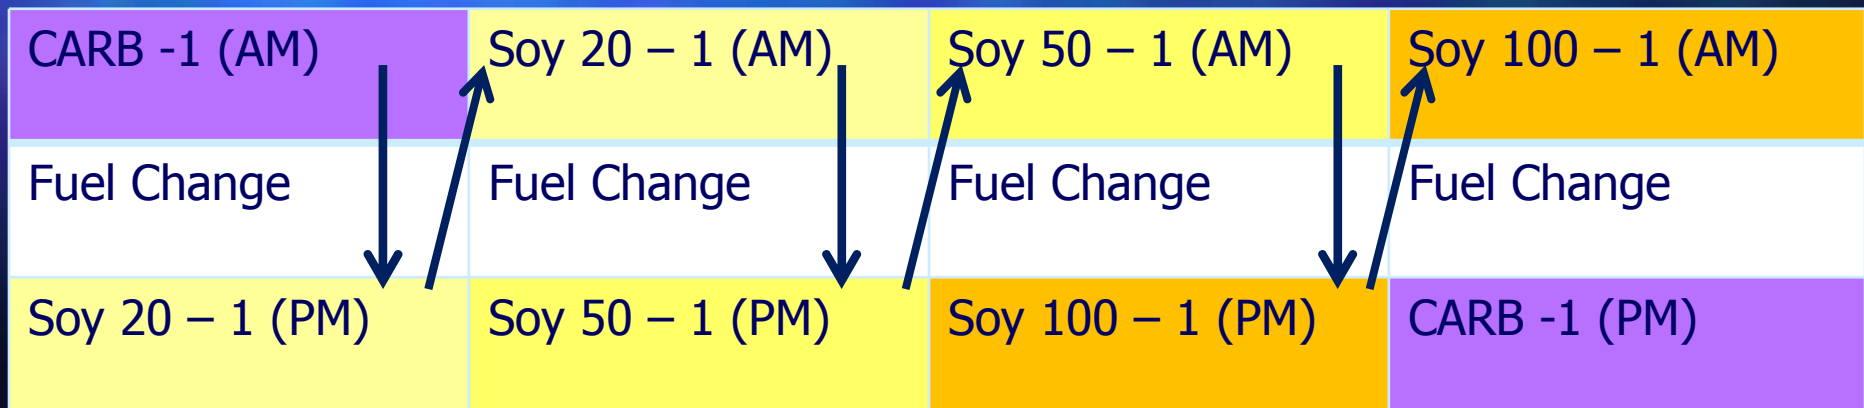 CARB -1 (AM)
Soy 20 – 1 (AM)
Soy 50 – 1 (AM)
Soy 100 – 1 (AM)
Fuel Change
Fuel Change
Fuel Change
Fuel Change
Soy 20 – 1 (PM)
Soy 50 – 1 (PM)
Soy 100 – 1 (PM)
CARB -1 (PM)